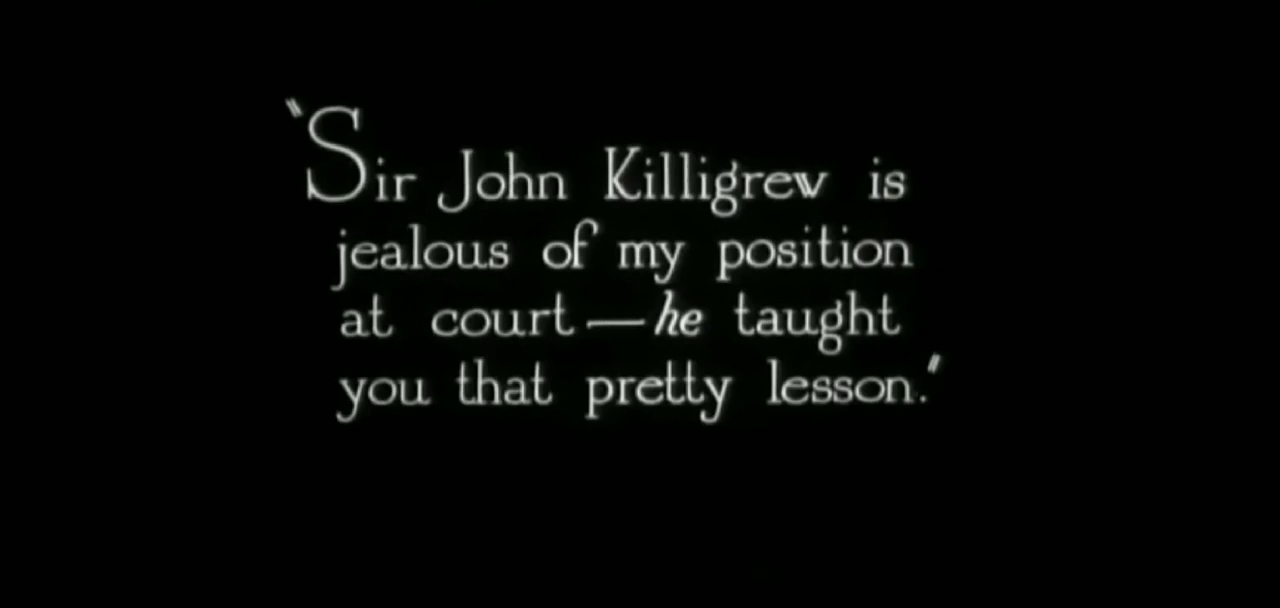 "Sir John Killigrew is
jealous of my position
at court—he taught
you that pretty lesson."